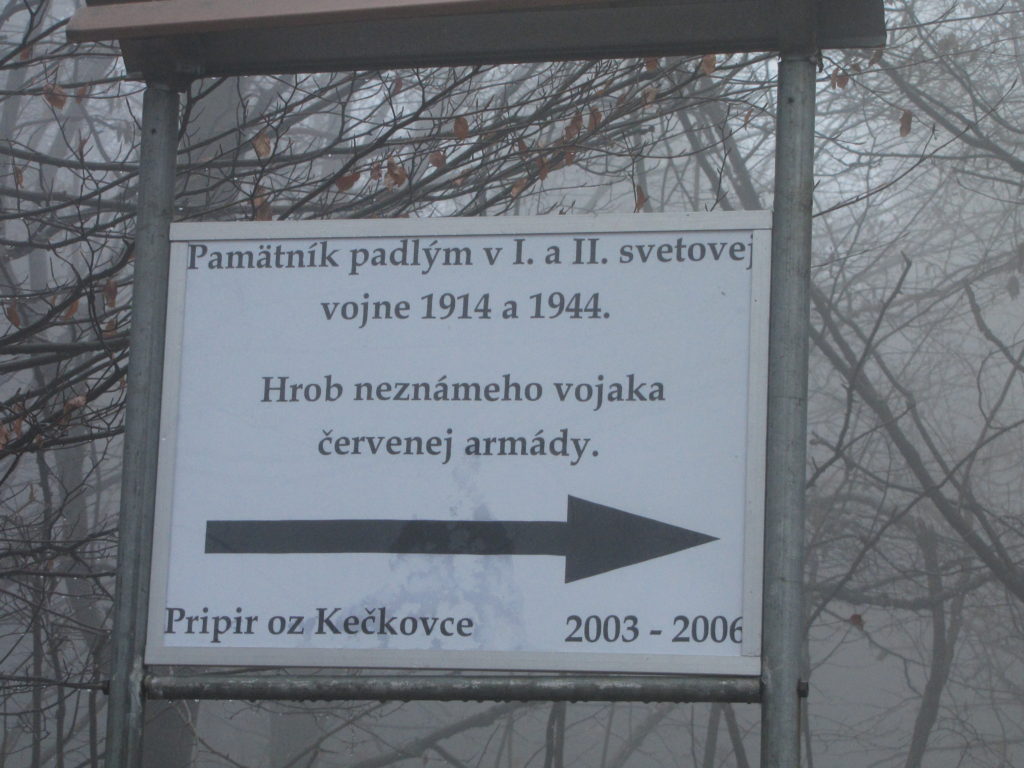 Pamätník padlým v I. a II. svetovej
vojne 1914 a 1944.
Hrob neznámeho vojaka
červenej armády.
Pripir oz Kečkovce
2003 - 2006